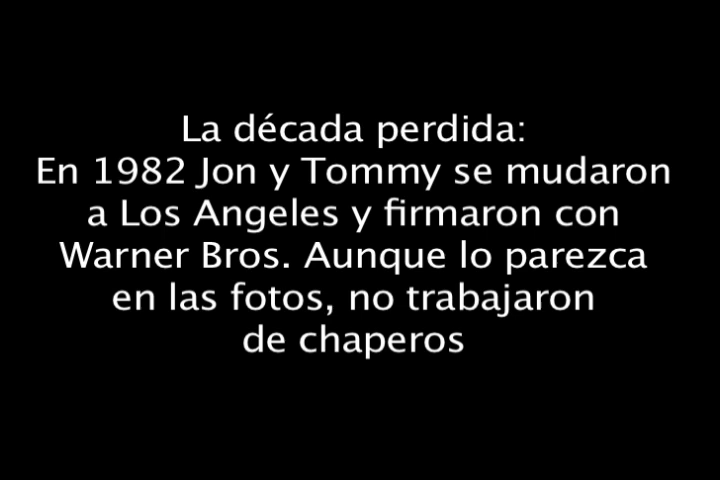 La década perdida:
En 1982 Jon y Tommy se mudaron
a Los Angeles y firmaron con
Warner Bros. Aunque lo parezca
en las fotos, no trabajaron
de chaperos